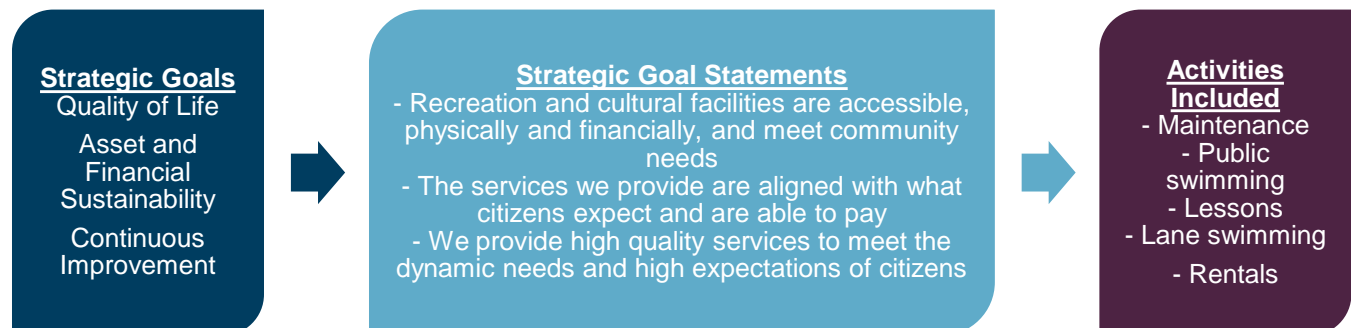 Strategic Goals
Quality of Life
Asset and
Financial
Sustainability
Continuous
Improvement
Strategic Goal Statements
- Recreation and cultural facilities are accessible,
physically and financially, and meet community
needs
- The services we provide are aligned with what
citizens expect and are able to pay
- We provide high quality services to meet the
dynamic needs and high expectations of citizens
Activities
Included
- Maintenance
- Public
swimming
- Lessons
- Lane swimming
- Rentals